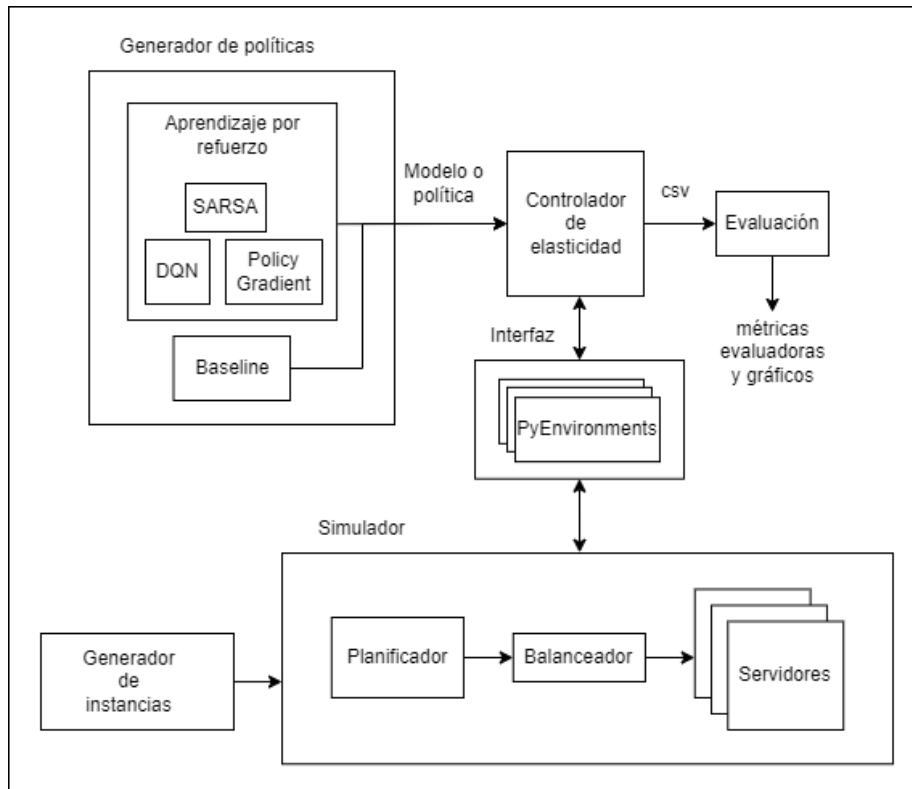 Generador de políticas
Aprendizaje por
refuerzo
SARSA
DQN
Policy
Gradient
Baseline
Modelo o
política
Controlador
de
elasticidad
csv
Evaluación
métricas
evaluadoras
y gráficos
Interfaz
PyEnvironments
Simulador
Generador
de
instancias
Planificador
Balanceador
Servidores